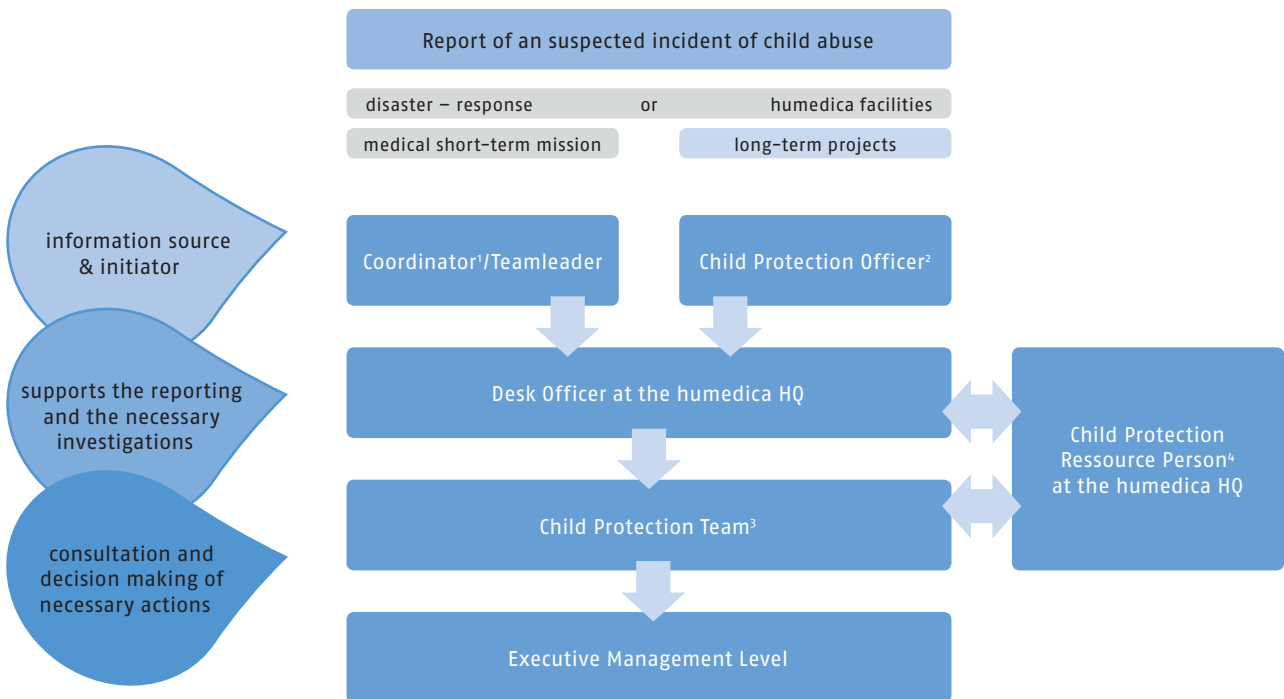 Report of an suspected incident of child abuse
disaster – response or humedica facilities
medical short-term mission long-term projects
information source
& initiator
Coordinator¹/Teamleader
Child Protection Officer²
supports the reporting
and the necessary
investigations
Desk Officer at the humedica HQ
Child Protection
Ressource Person⁴
at the humedica HQ
consultation and
decision making of
necessary actions
Child Protection Team³
Executive Management Level